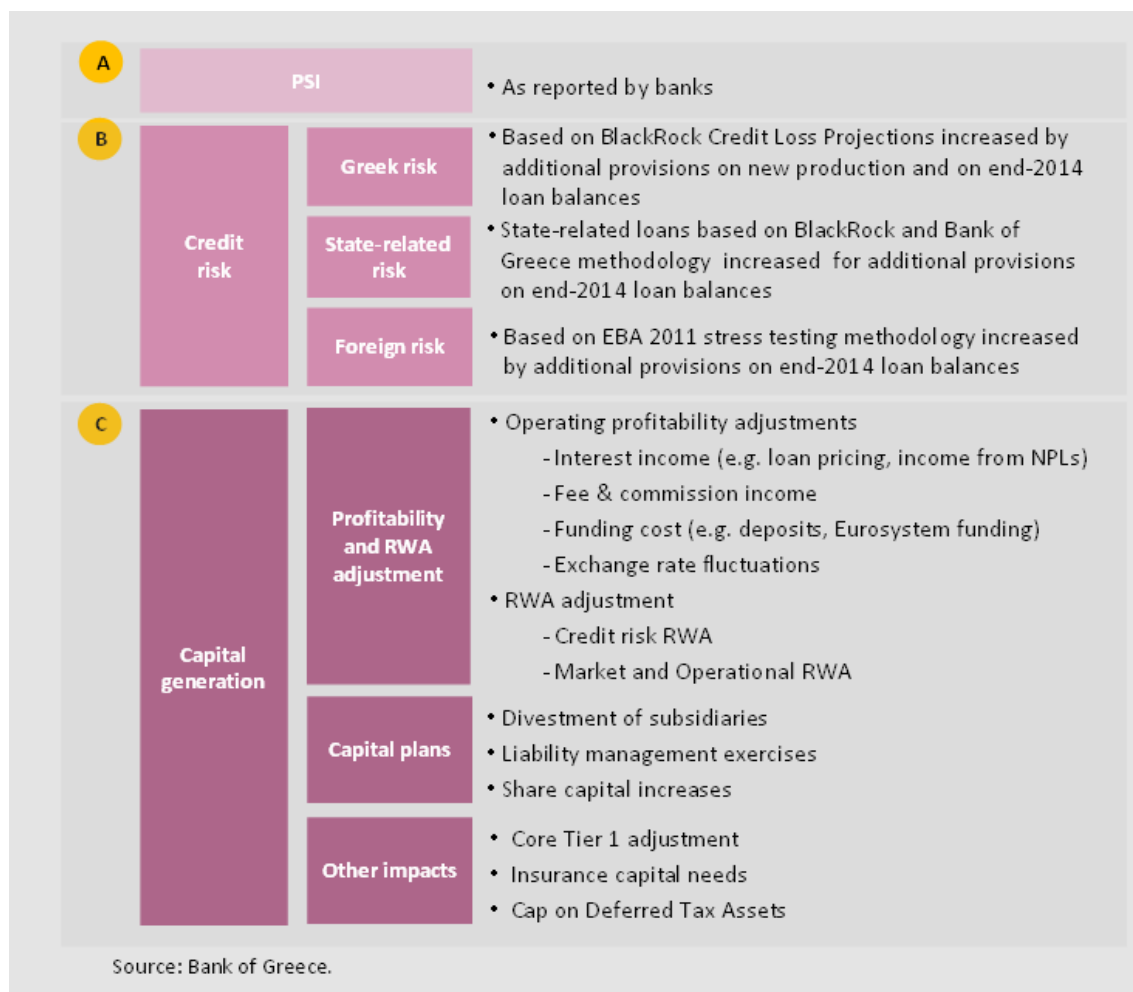 A
PSI
• As reported by banks
B
Credit
risk
Greek risk
• Based on BlackRock Credit Loss Projections increased by
additional provisions on new production and on end-2014
loan balances
State-related
risk
• State-related loans based on BlackRock and Bank of
Greece methodology increased for additional provisions
on end-2014 loan balances
Foreign risk
• Based on EBA 2011 stress testing methodology increased
by additional provisions on end-2014 loan balances
C
Capital
generation
Profitability
and RWA
adjustment
• Operating profitability adjustments
- Interest income (e.g. loan pricing, income from NPLs)
- Fee & commission income
- Funding cost (e.g. deposits, Eurosystem funding)
- Exchange rate fluctuations
• RWA adjustment
- Credit risk RWA
- Market and Operational RWA
Capital plans
• Divestment of subsidiaries
• Liability management exercises
• Share capital increases
Other impacts
• Core Tier 1 adjustment
• Insurance capital needs
• Cap on Deferred Tax Assets
Source: Bank of Greece.